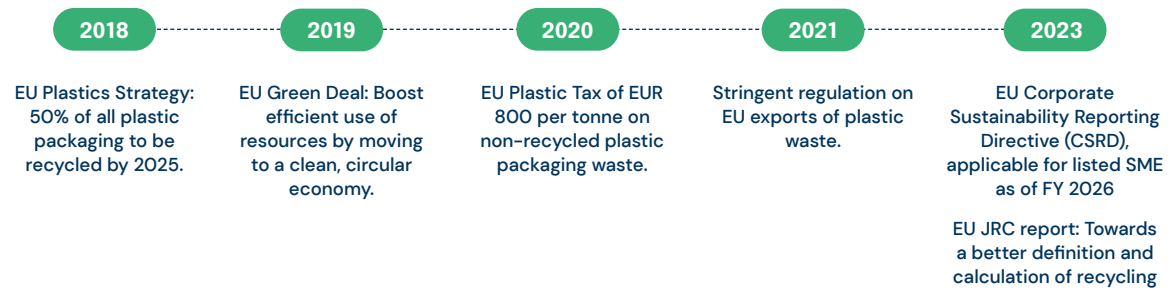 2018
2019
2020
2021
2023
EU Plastics Strategy:
50% of all plastic
packaging to be
recycled by 2025.
EU Green Deal: Boost
efficient use of
resources by moving
to a clean, circular
economy.
EU Plastic Tax of EUR
800 per tonne on
non-recycled plastic
packaging waste.
Stringent regulation on
EU exports of plastic
waste.
EU Corporate
Sustainability Reporting
Directive (CSRD),
applicable for listed SME
as of FY 2026
EU JRC report: Towards
a better definition and
calculation of recycling